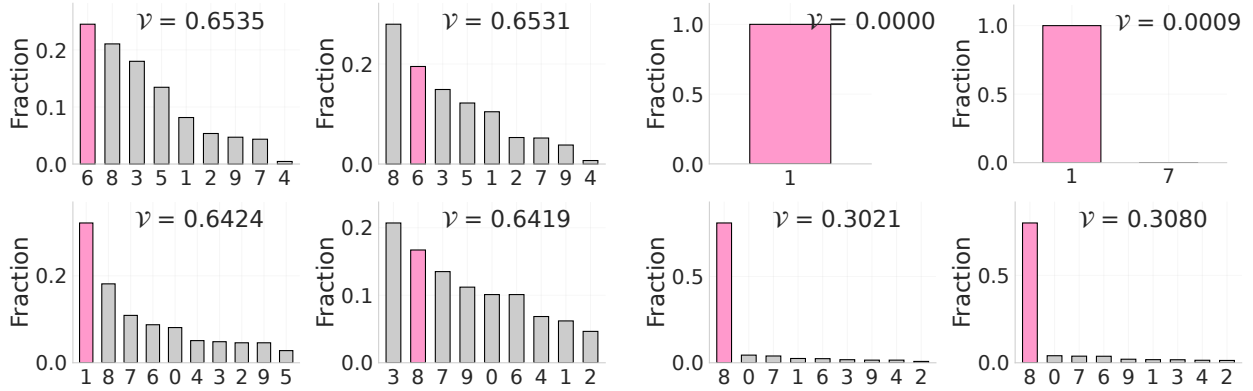 Fraction
0.2
0.1
0.0
𝒱 = 0.6535
6 8 3 5 1 2 9 7 4
Fraction
0.2
0.0
𝒱 = 0.6531
8 6 3 5 1 2 7 9 4
Fraction
1.0
0.5
0.0
𝒱 = 0.0000
1
Fraction
1.0
0.5
0.0
𝒱 = 0.0009
1 7
Fraction
0.2
0.0
𝒱 = 0.6424
1 8 7 6 0 4 3 2 9 5
Fraction
0.2
0.1
0.0
𝒱 = 0.6419
3 8 7 9 0 6 4 1 2
Fraction
0.5
0.0
𝒱 = 0.3021
8 0 7 1 6 3 9 4 2
Fraction
0.5
0.0
𝒱 = 0.3080
8 0 7 6 9 1 3 4 2